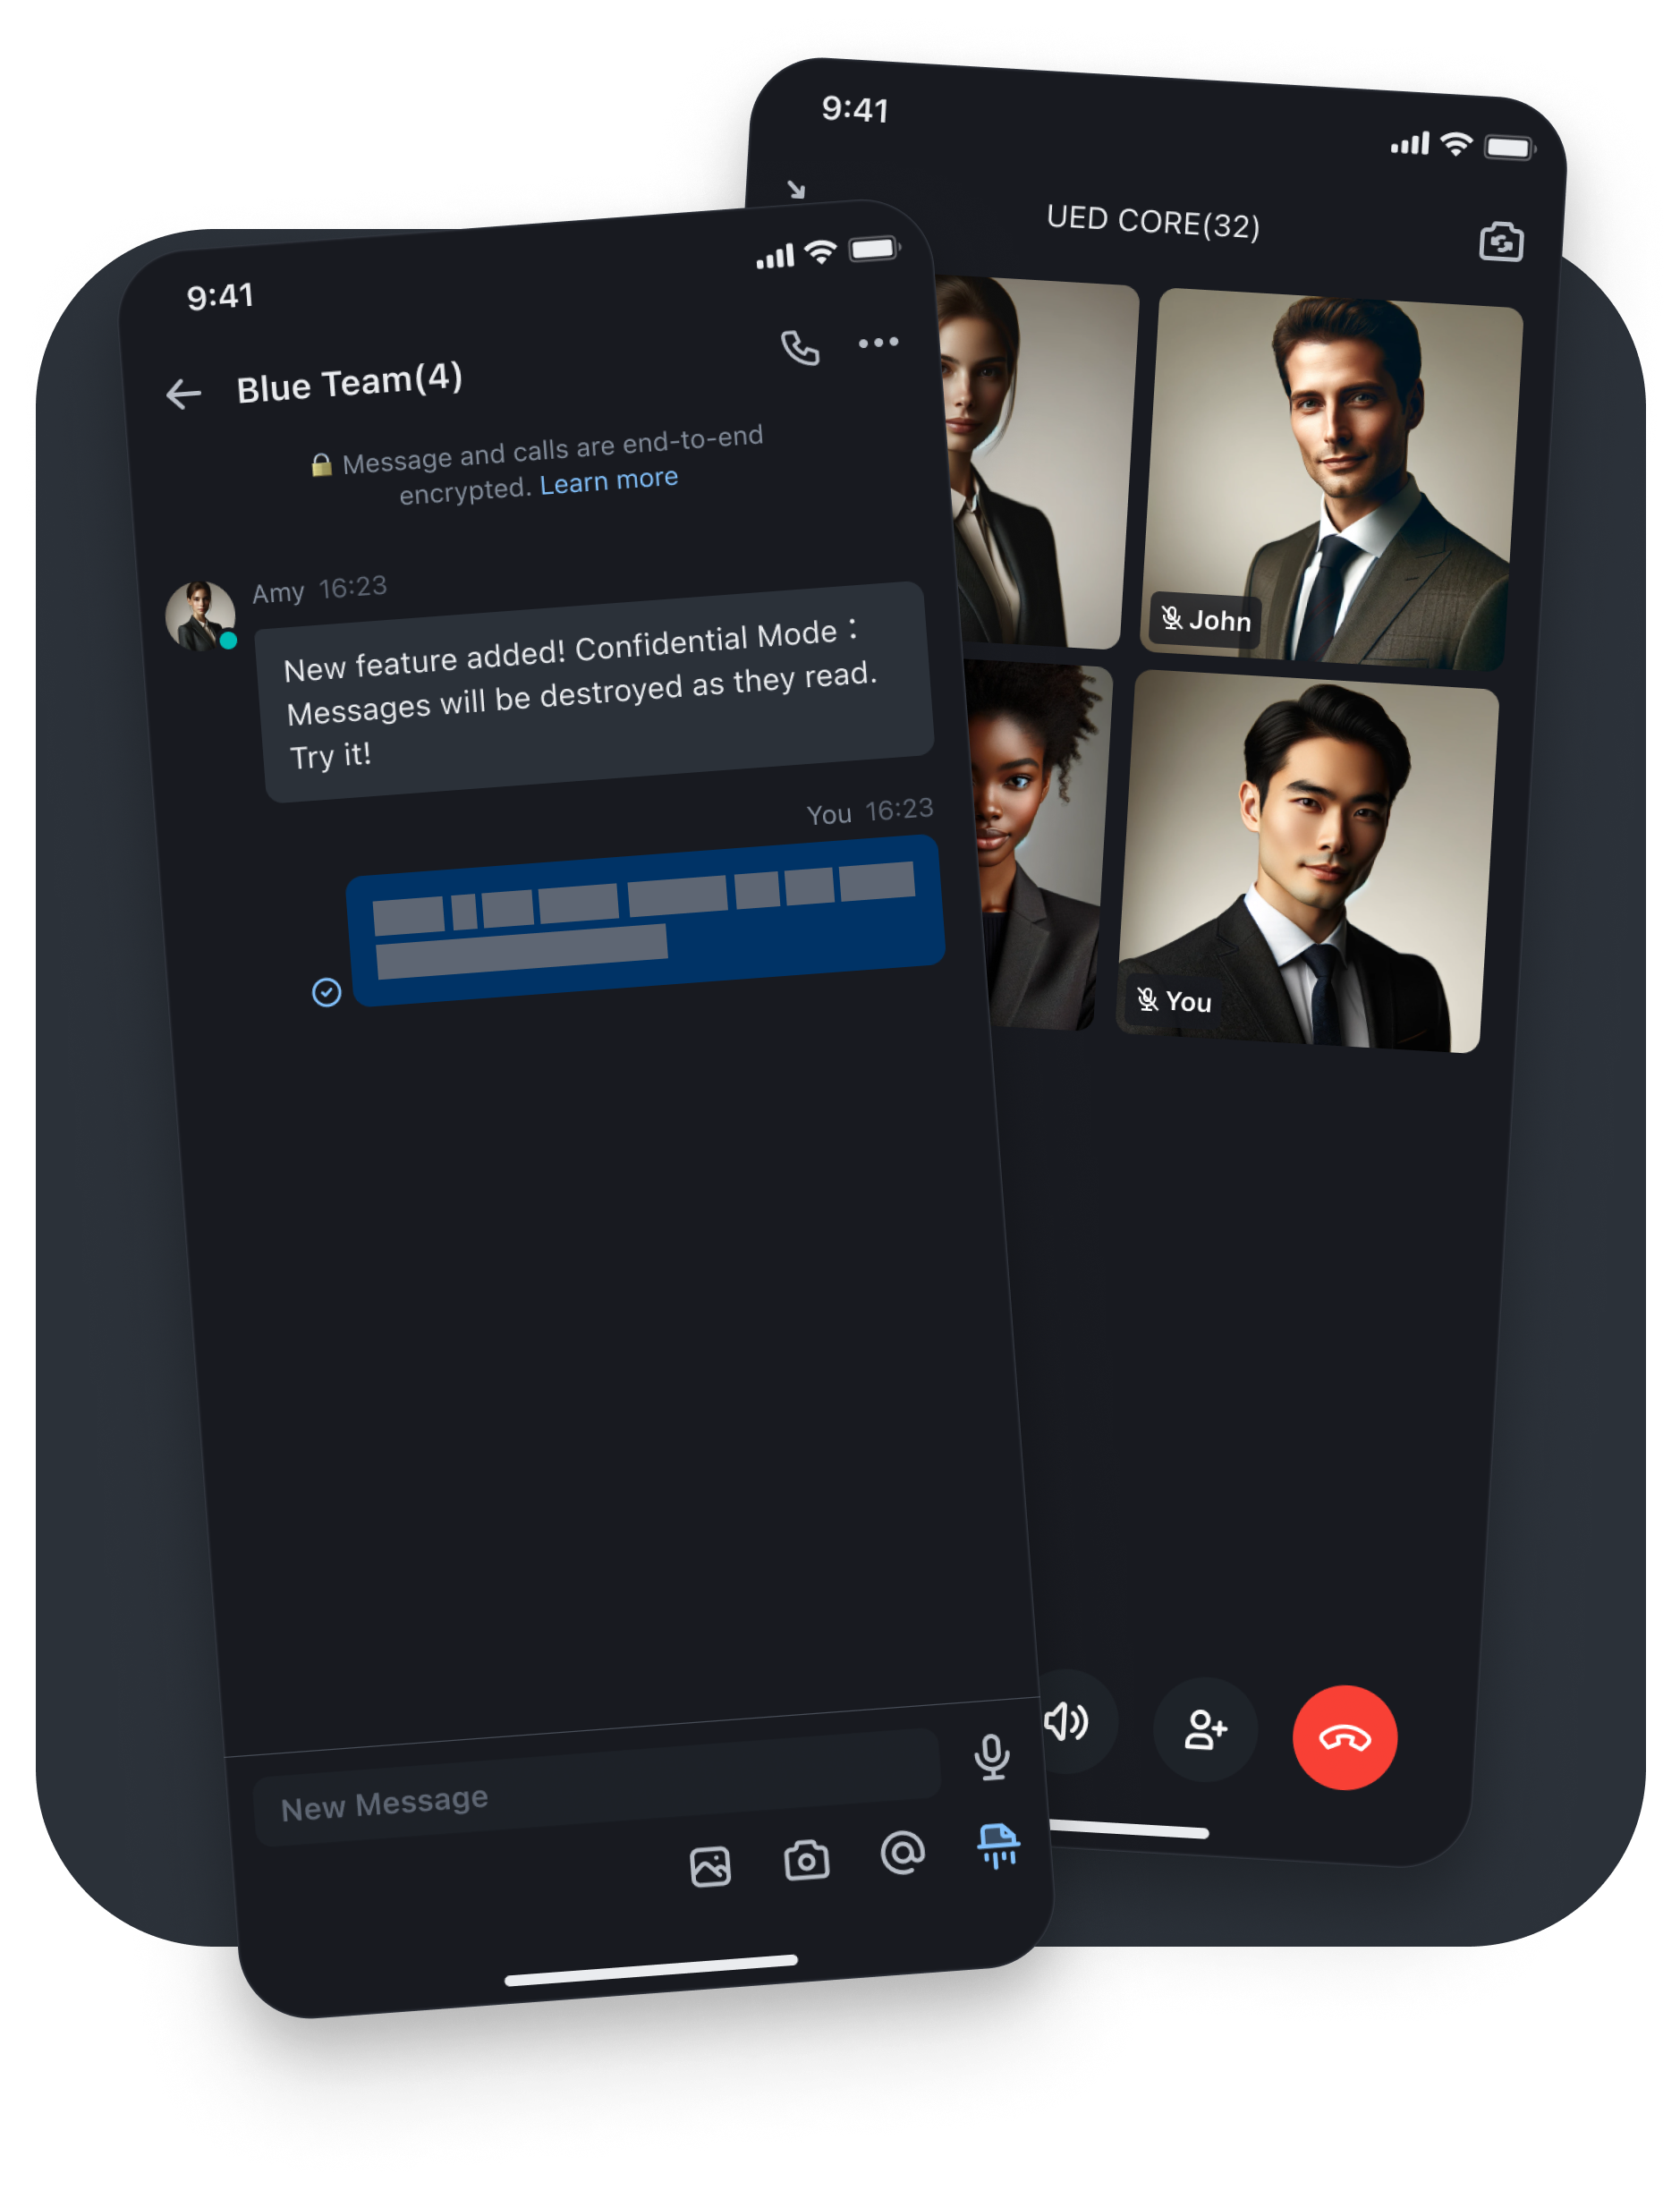 9:41
UED CORE(32)
John
You
9:41
Blue Team(4)
Message and calls are end-to-end
encrypted. Learn more
Amy 16:23
New feature added! Confidential Mode：
Messages will be destroyed as they read.
Try it!
You 16:23
New Message